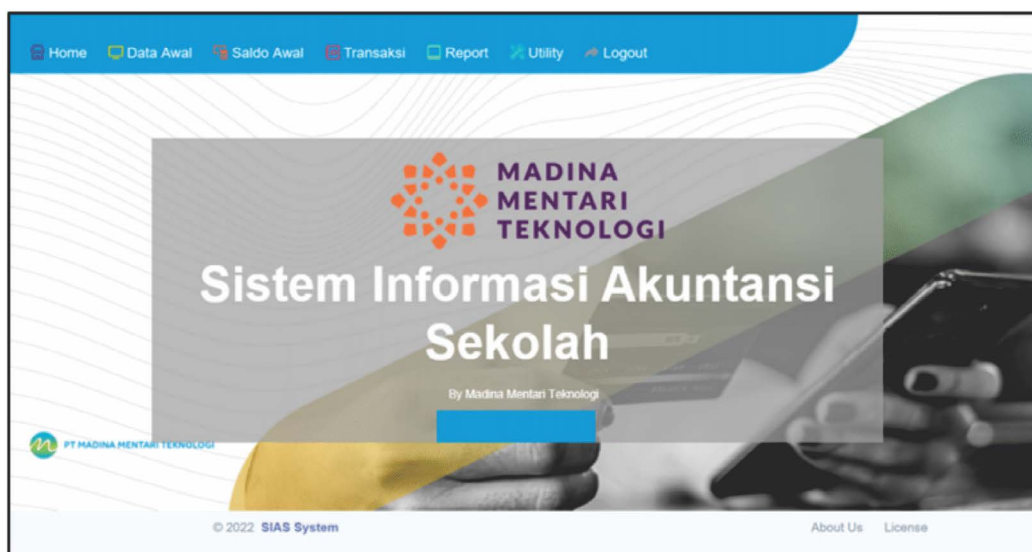 Home Data Awal Saldo Awal Transaksi Report Utility Logout
MADINA
MENTARI
TEKNOLOGI
Sistem Informasi Akuntansi
Sekolah
By Madina Mentari Teknologi
PT MADINA MENTARI TEKNOLOGI
© 2022 SIAS System About Us License